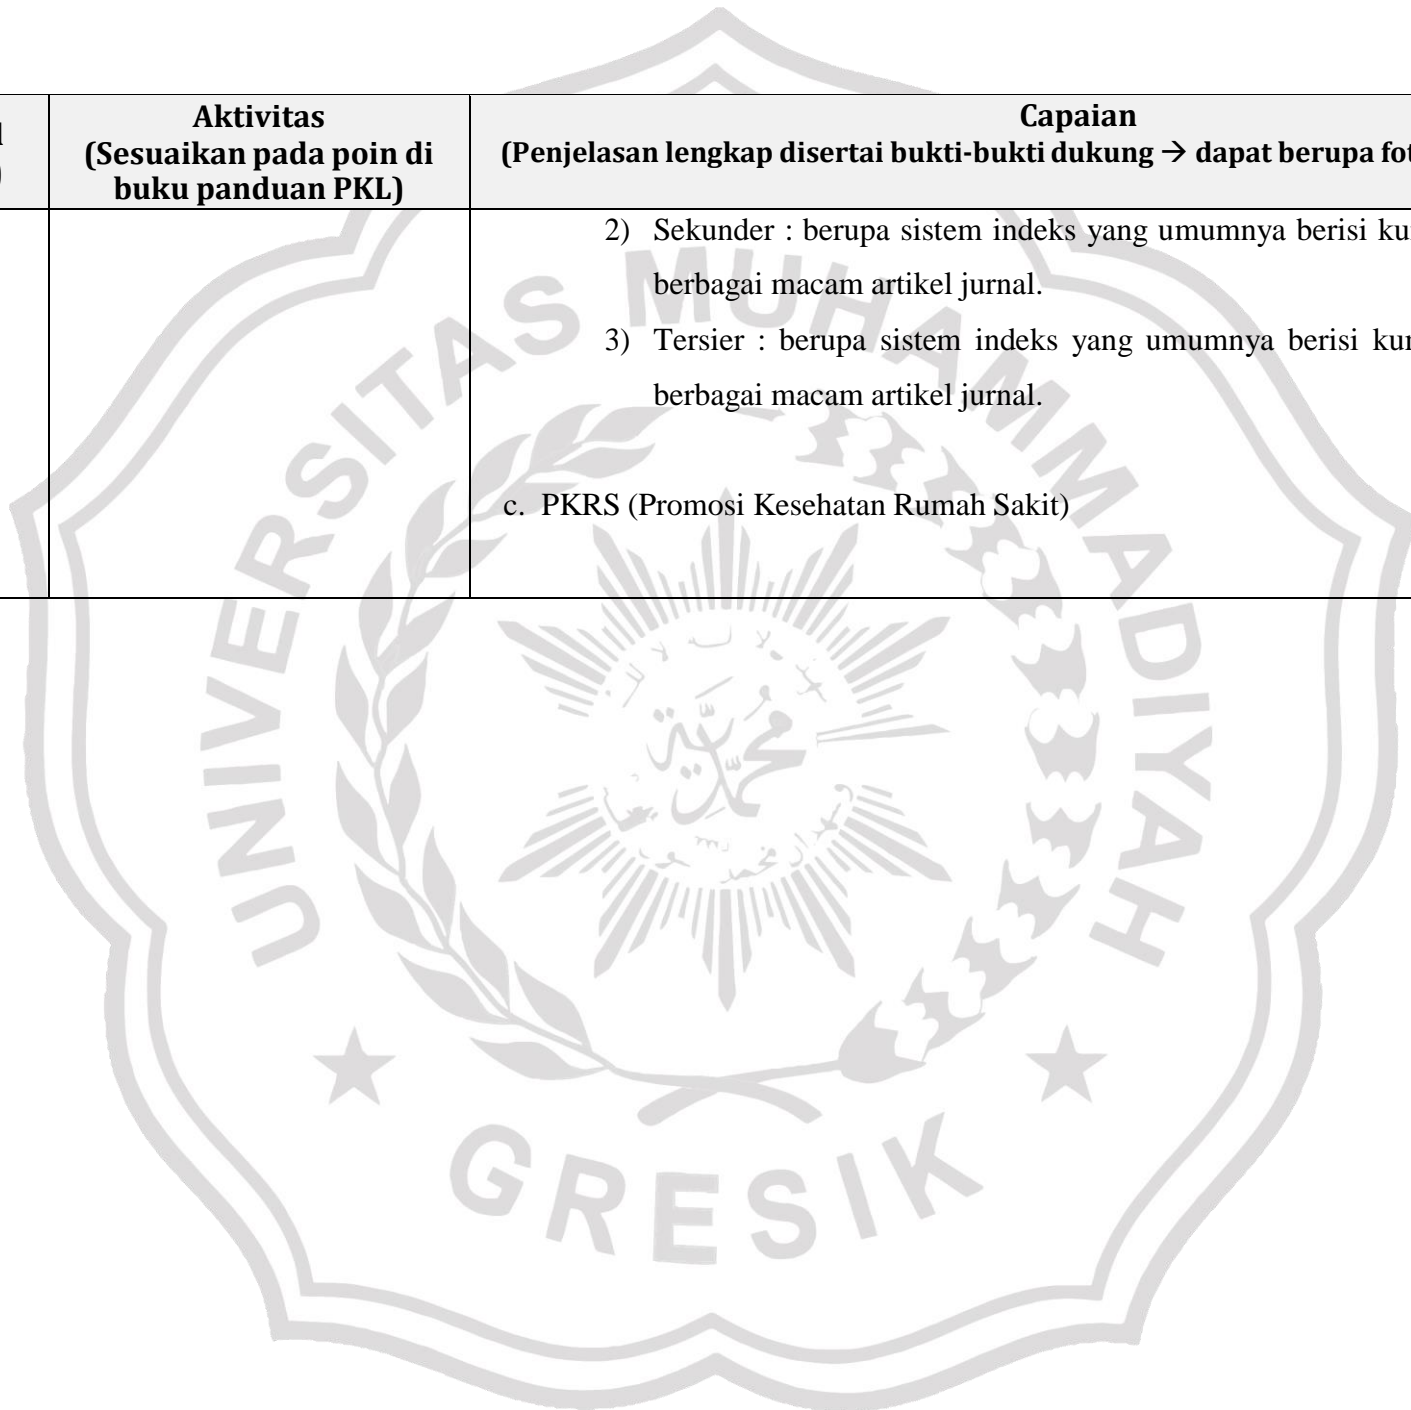 Aktivitas
(Sesuaikan pada poin di
buku panduan PKL)
Capaian
(Penjelasan lengkap disertai bukti-bukti dukung → dapat berupa
2) Sekunder : berupa sistem indeks yang umumnya berisi
berbagai macam artikel jurnal.
3) Tersier : berupa sistem indeks yang umumnya berisi
berbagai macam artikel jurnal.
c. PKRS (Promosi Kesehatan Rumah Sakit)
UNIVERSITAS MUHAMMADIYAH
محمدية
GRESIK